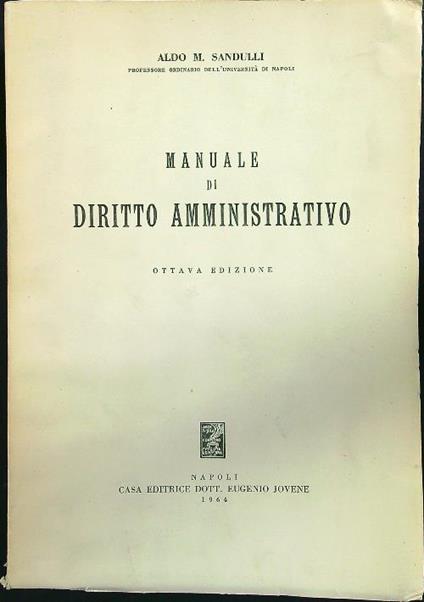 ALDO M. SANDULLI
PROFESSORE ORDINARIO DELL'UNIVERSITÀ DI NAPOLI
MANUALE
DI
DIRITTO AMMINISTRATIVO
OTTAVA EDIZIONE
NAPOLI
CASA EDITRICE DOTT. EUGENIO JOVENE
1964